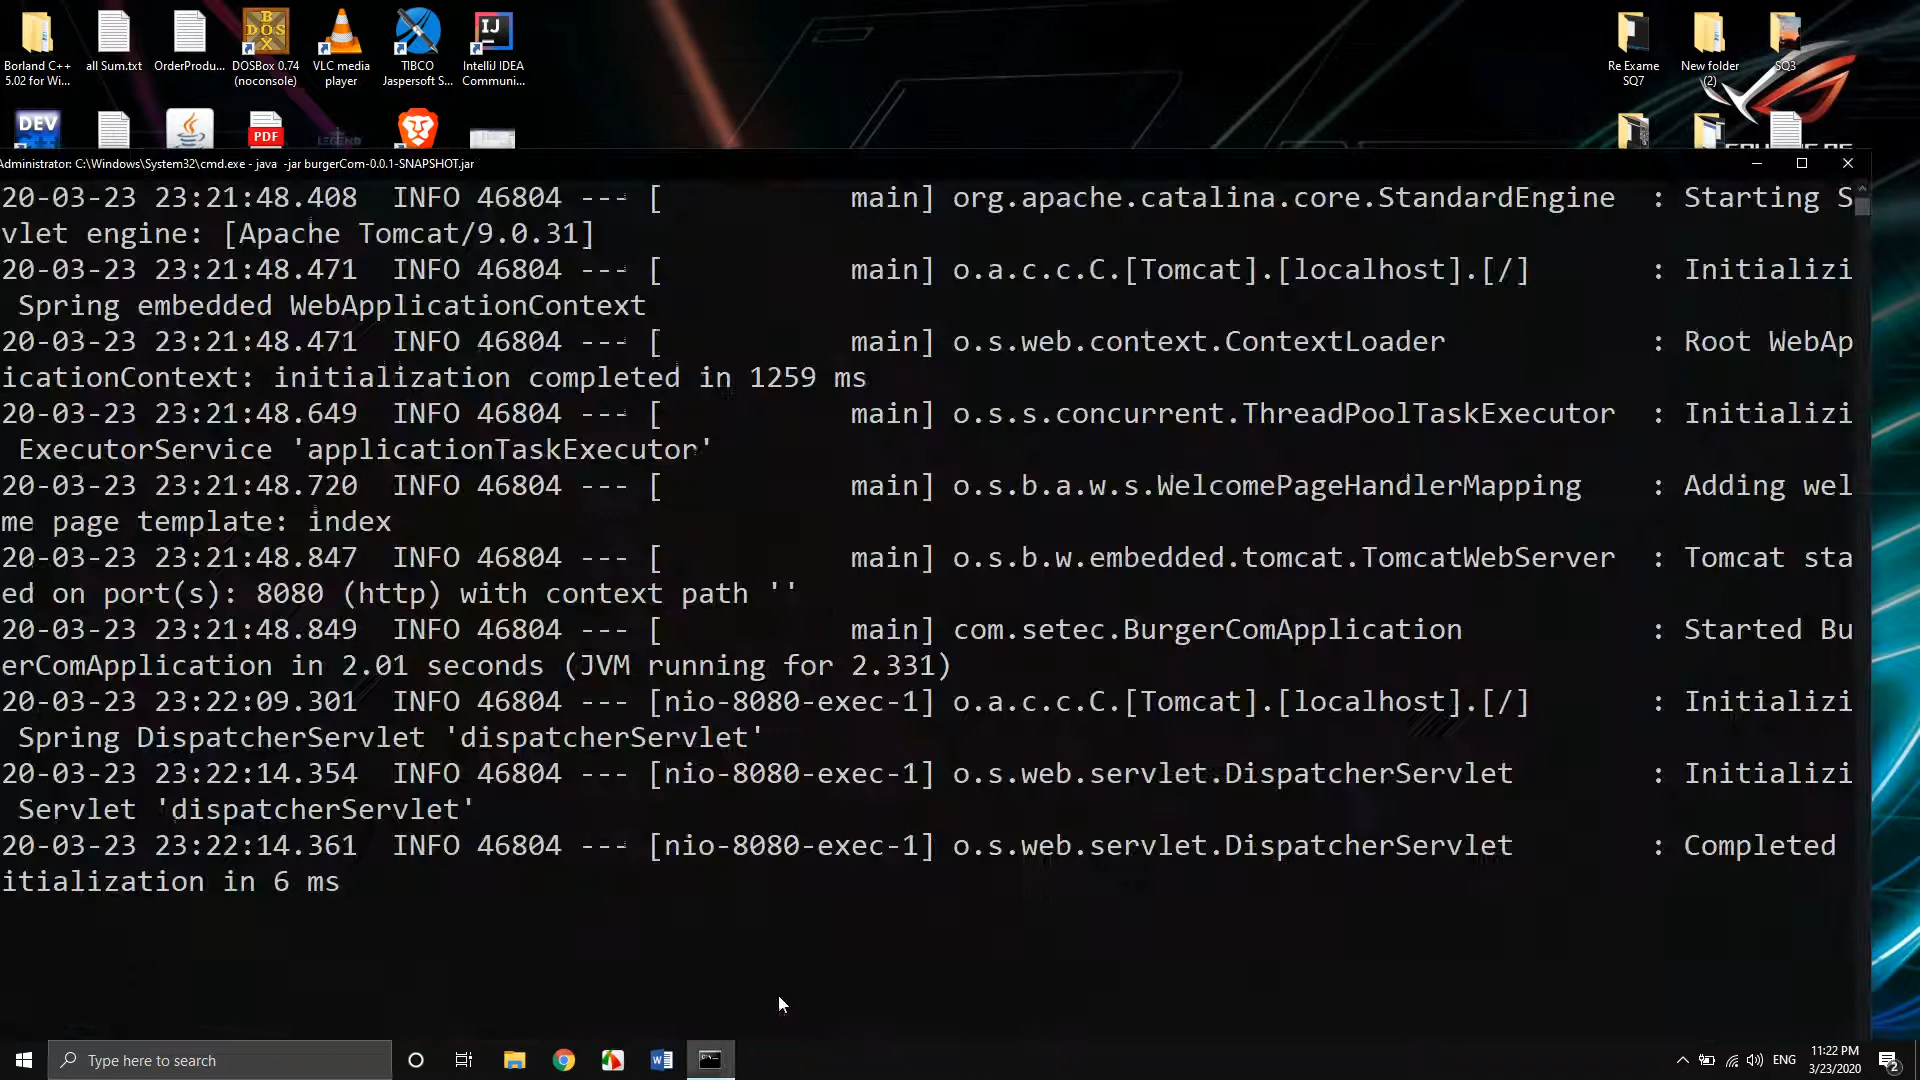 Borland C++ 5.02 for Wi...
all Sum.txt
OrderProdu...
DOSBox 0.74 (noconsole)
VLC media player
TIBCO Jaspersoft S...
IntelliJ IDEA Communi...
Re Exame SQ7
New folder (2)
SQ3
DEV
PDF
Administrator: C:\Windows\System32\cmd.exe - java  -jar burgerCom-0.0.1-SNAPSHOT.jar
20-03-23 23:21:48.408  INFO 46804 --- [           main] org.apache.catalina.core.StandardEngine  : Starting S
vlet engine: [Apache Tomcat/9.0.31]
20-03-23 23:21:48.471  INFO 46804 --- [           main] o.a.c.c.C.[Tomcat].[localhost].[/]       : Initializi
 Spring embedded WebApplicationContext
20-03-23 23:21:48.471  INFO 46804 --- [           main] o.s.web.context.ContextLoader            : Root WebAp
icationContext: initialization completed in 1259 ms
20-03-23 23:21:48.649  INFO 46804 --- [           main] o.s.s.concurrent.ThreadPoolTaskExecutor  : Initializi
 ExecutorService 'applicationTaskExecutor'
20-03-23 23:21:48.720  INFO 46804 --- [           main] o.s.b.a.w.s.WelcomePageHandlerMapping    : Adding wel
me page template: index
20-03-23 23:21:48.847  INFO 46804 --- [           main] o.s.b.w.embedded.tomcat.TomcatWebServer  : Tomcat sta
ed on port(s): 8080 (http) with context path ''
20-03-23 23:21:48.849  INFO 46804 --- [           main] com.setec.BurgerComApplication           : Started Bu
erComApplication in 2.01 seconds (JVM running for 2.331)
20-03-23 23:22:09.301  INFO 46804 --- [nio-8080-exec-1] o.a.c.c.C.[Tomcat].[localhost].[/]       : Initializi
 Spring DispatcherServlet 'dispatcherServlet'
20-03-23 23:22:14.354  INFO 46804 --- [nio-8080-exec-1] o.s.web.servlet.DispatcherServlet        : Initializi
 Servlet 'dispatcherServlet'
20-03-23 23:22:14.361  INFO 46804 --- [nio-8080-exec-1] o.s.web.servlet.DispatcherServlet        : Completed
itialization in 6 ms
Type here to search
ENG
11:22 PM
3/23/2020
2